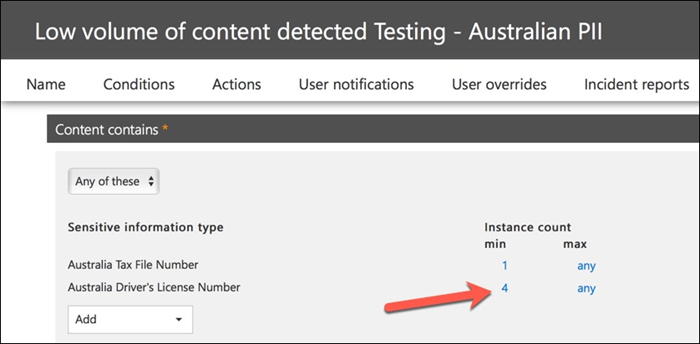 Low volume of content detected Testing - Australian PII
Name Conditions Actions User notifications User overrides Incident reports
Content contains *
Any of these
Sensitive information type Instance count
min max
Australia Tax File Number 1 any
Australia Driver's License Number 4 any
Add